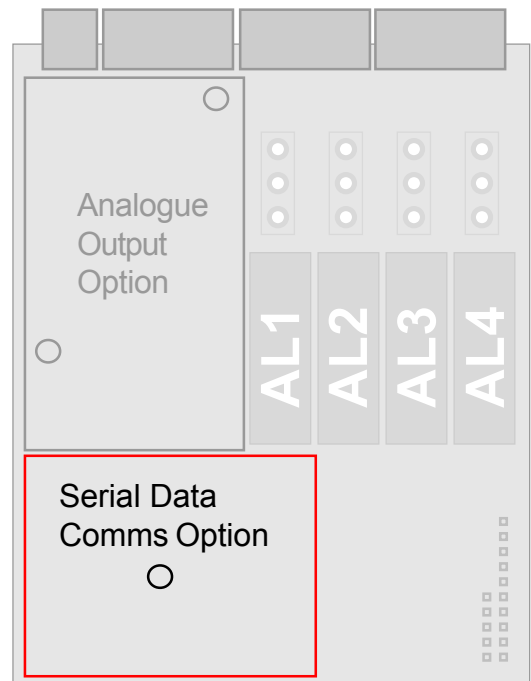 Analogue
Output
Option
AL1
AL2
AL3
AL4
Serial Data
Comms Option